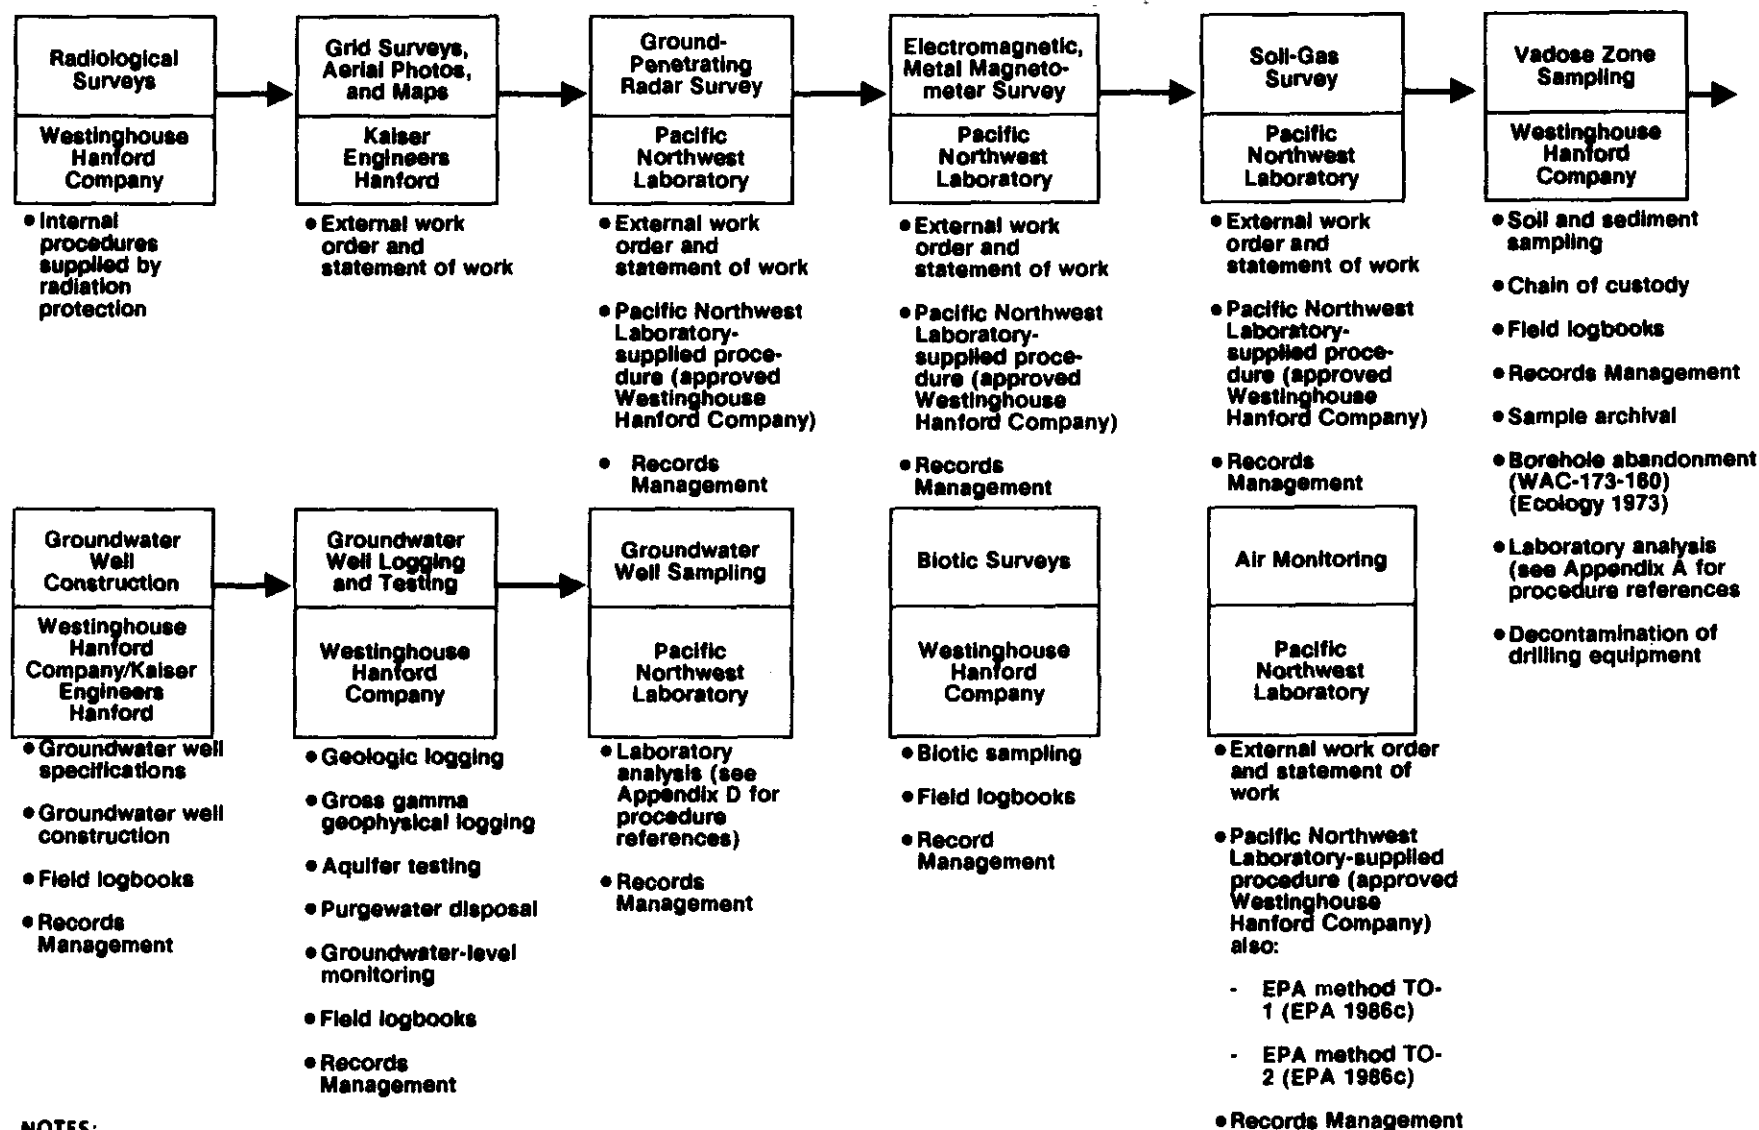 Radiological
Surveys
Westinghouse
Hanford
Company
• Internal
procedures
supplied by
radiation
protection
Grid Surveys,
Aerial Photos,
and Maps
Kaiser
Engineers
Hanford
• External work
order and
statement of work
Ground-
Penetrating
Radar Survey
Pacific
Northwest
Laboratory
• External work
order and
statement of work
• Pacific Northwest
Laboratory-
supplied proce-
dure (approved
Westinghouse
Hanford Company)
• Records
Management
Electromagnetic,
Metal Magneto-
meter Survey
Pacific
Northwest
Laboratory
• External work
order and
statement of work
• Pacific Northwest
Laboratory-
supplied proce-
dure (approved
Westinghouse
Hanford Company)
• Records
Management
Soil-Gas
Survey
Pacific
Northwest
Laboratory
• External work
order and
statement of work
• Pacific Northwest
Laboratory-
supplied proce-
dure (approved
Westinghouse
Hanford Company)
• Records
Management
Vadose Zone
Sampling
Westinghouse
Hanford
Company
• Soil and sediment
sampling
• Chain of custody
• Field logbooks
• Records Management
• Sample archival
• Borehole abandonment
(WAC-173-160)
(Ecology 1973)
• Laboratory analysis
(see Appendix A for
procedure references
• Decontamination of
drilling equipment
Groundwater
Well
Construction
Westinghouse
Hanford
Company/Kaiser
Engineers
Hanford
• Groundwater well
specifications
• Groundwater well
construction
• Field logbooks
• Records
Management
Groundwater
Well Logging
and Testing
Westinghouse
Hanford
Company
• Geologic logging
• Gross gamma
geophysical logging
• Aquifer testing
• Purgewater disposal
• Groundwater-level
monitoring
• Field logbooks
• Records
Management
Groundwater
Well Sampling
Pacific
Northwest
Laboratory
• Laboratory
analysis (see
Appendix D for
procedure
references)
• Records
Management
Biotic Surveys
Westinghouse
Hanford
Company
• Biotic sampling
• Field logbooks
• Record
Management
Air Monitoring
Pacific
Northwest
Laboratory
• External work order
and statement of
work
• Pacific Northwest
Laboratory-supplied
procedure (approved
Westinghouse
Hanford Company)
also:
- EPA method TO-
1 (EPA 1986c)
- EPA method TO-
2 (EPA 1986c)
• Records Management
NOTES: